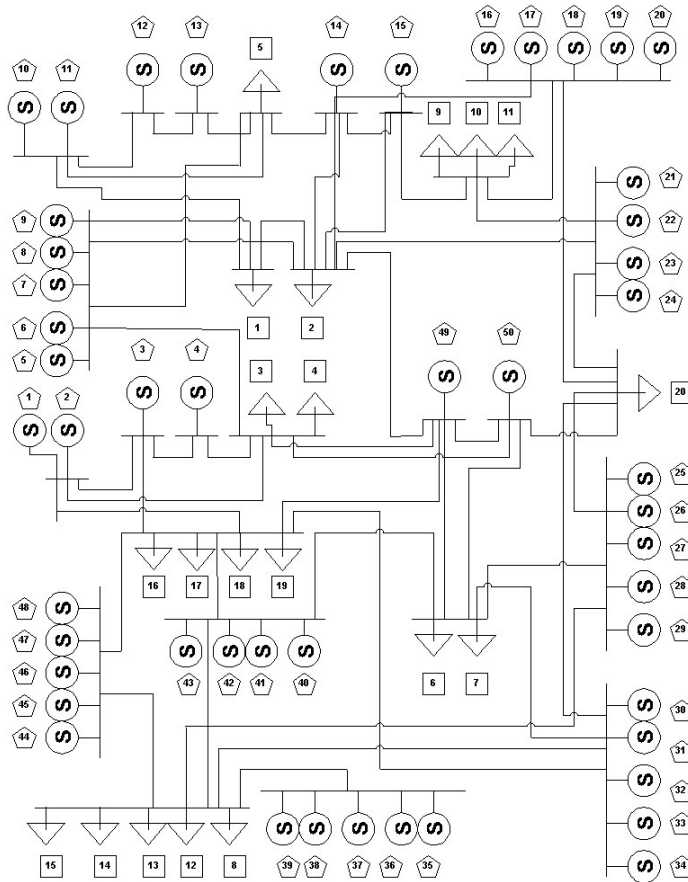 16 17 18 19 20
12 13 14 15
5 S S S S S
10 11 S S S S
S S 9 10 11
S 21
9 S S 22
8 S S 23
7 S S 24
6 S 1 2 49
5 S 3 4 3 4 50
S S
1 2 S S 20
S S
S 25
S 26
S 27
16 17 18 19 S 28
48 S
S 29
47 S
S S S S
46 S
43 42 41 40 6 7
45 S S 30
44 S S 31
S 32
S 33
S S S S S
15 14 13 12 8 39 38 37 36 35 S 34